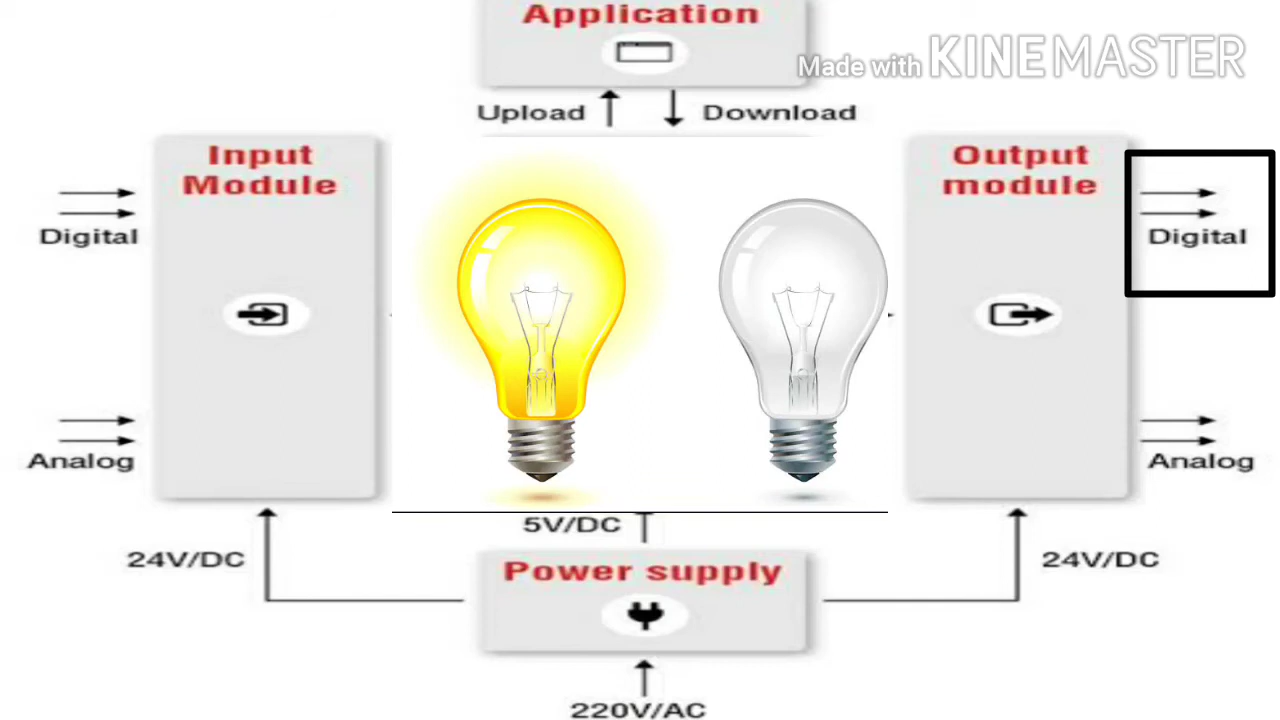 Application
Made with KINEMASTER
Upload
Download
Input
Module
Output
module
Digital
Digital
Analog
Analog
5V/DC
24V/DC
24V/DC
Power supply
220V/AC